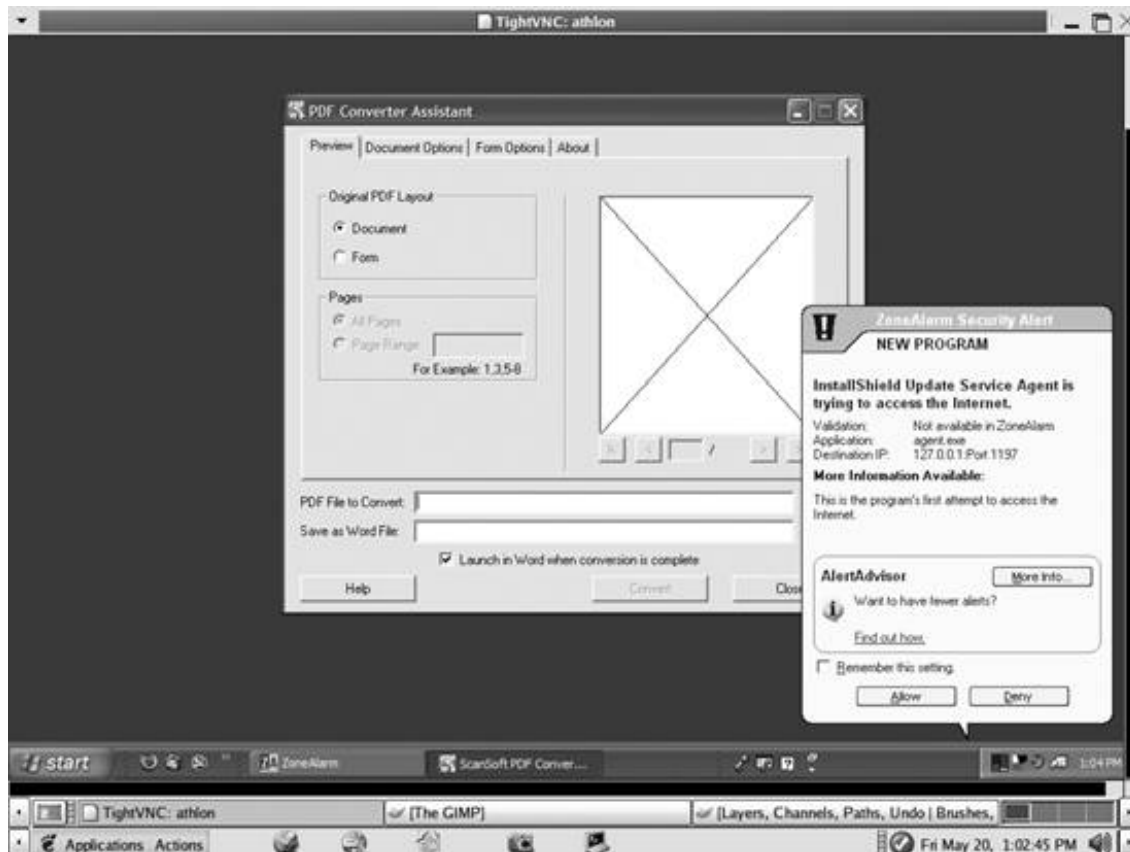 TightVNC: athlon
PDF Converter Assistant
Preview Document Options Form Options About
Original PDF Layout
Document
Form
Pages
All Pages
Page Range
For Example: 1,3,5-8
/
PDF File to Convert:
Save as Word File:
Launch in Word when conversion is complete
Help Convert Close
ZoneAlarm Security Alert
NEW PROGRAM
InstallShield Update Service Agent is
trying to access the Internet.
Validation: Not available in ZoneAlarm
Application: agent.exe
Destination IP: 127.0.0.1:Port 1197
More Information Available:
This is the program's first attempt to access the
Internet.
AlertAdvisor More Info...
Want to have fewer alerts?
Find out how.
Remember this setting.
Allow Deny
start ZoneAlarm ScanSoft PDF Conver... 1:04 PM
TightVNC: athlon [The GIMP] [Layers, Channels, Paths, Undo | Brushes,
Applications Actions Fri May 20, 1:02:45 PM